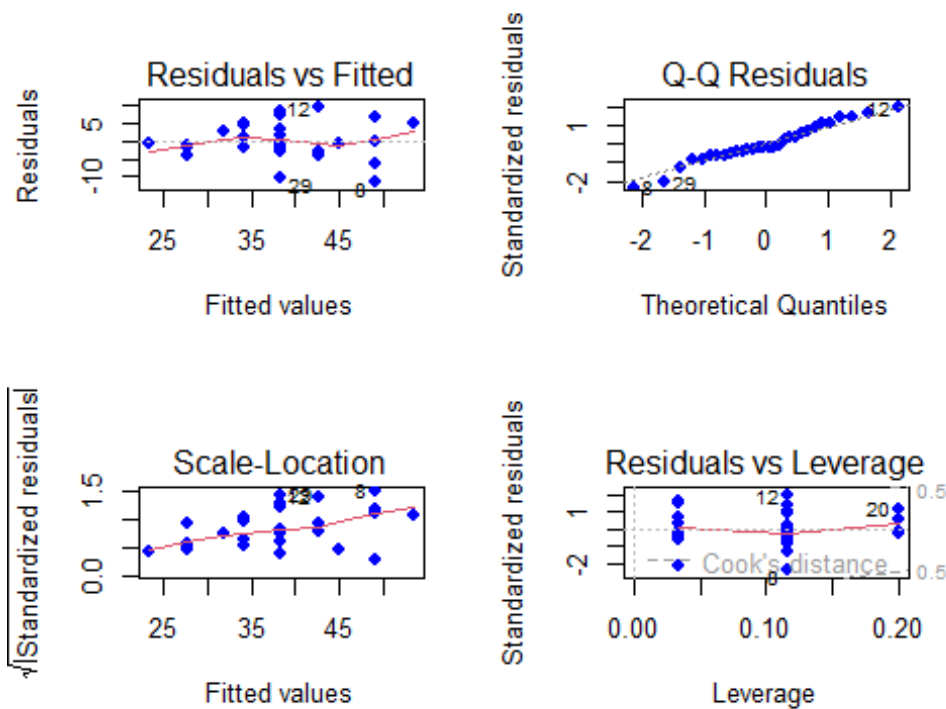 Residuals vs Fitted
Residuals
5
-10
12
29
8
25
35
45
Fitted values
Q-Q Residuals
Standardized residuals
1
-2
12
8
29
-2
-1
0
1
2
Theoretical Quantiles
Scale-Location
√|Standardized residuals|
1.5
0.0
8
25
35
45
Fitted values
Residuals vs Leverage
Standardized residuals
1
-2
12
20
8
Cook's distance
0.5
0.5
0.00
0.10
0.20
Leverage